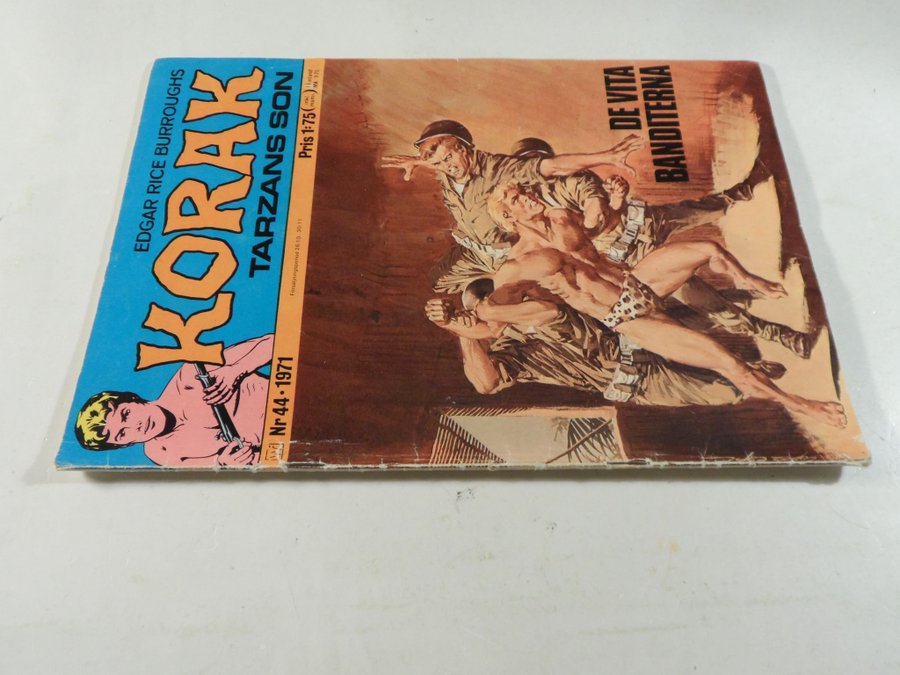 EDGAR RICE BURROUGHS
KORAK
TARZANS SON
Nr 44 • 1971
Pris 1:75
DE VITA
BANDITERNA